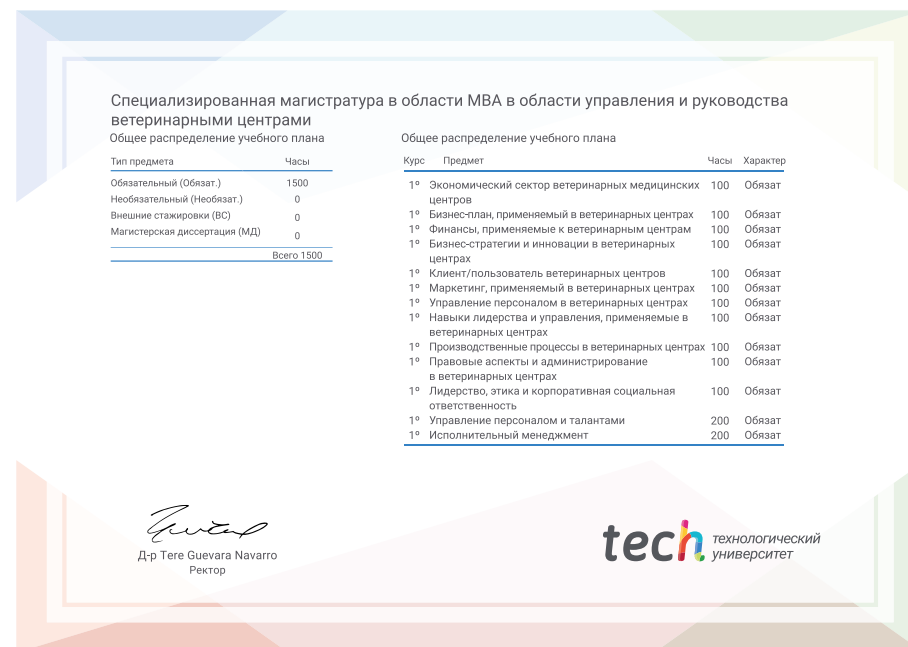 Специализированная магистратура в области MBA в области управления и руководства
ветеринарными центрами
Общее распределение учебного плана
Тип предмета Часы
Обязательный (Обязат.) 1500
Необязательный (Необязат.) 0
Внешние стажировки (ВС) 0
Магистерская диссертация (МД) 0
Всего 1500
Общее распределение учебного плана
Курс Предмет Часы Характер
1º Экономический сектор ветеринарных медицинских 100 Обязат
центров
1º Бизнес-план, применяемый в ветеринарных центрах 100 Обязат
1º Финансы, применяемые к ветеринарным центрам 100 Обязат
1º Бизнес-стратегии и инновации в ветеринарных 100 Обязат
центрах
1º Клиент/пользователь ветеринарных центров 100 Обязат
1º Маркетинг, применяемый в ветеринарных центрах 100 Обязат
1º Управление персоналом в ветеринарных центрах 100 Обязат
1º Навыки лидерства и управления, применяемые в 100 Обязат
ветеринарных центрах
1º Производственные процессы в ветеринарных центрах 100 Обязат
1º Правовые аспекты и администрирование 100 Обязат
в ветеринарных центрах
1º Лидерство, этика и корпоративная социальная 100 Обязат
ответственность
1º Управление персоналом и талантами 200 Обязат
1º Исполнительный менеджмент 200 Обязат
Д-р Tere Guevara Navarro
Ректор
tech технологический
университет